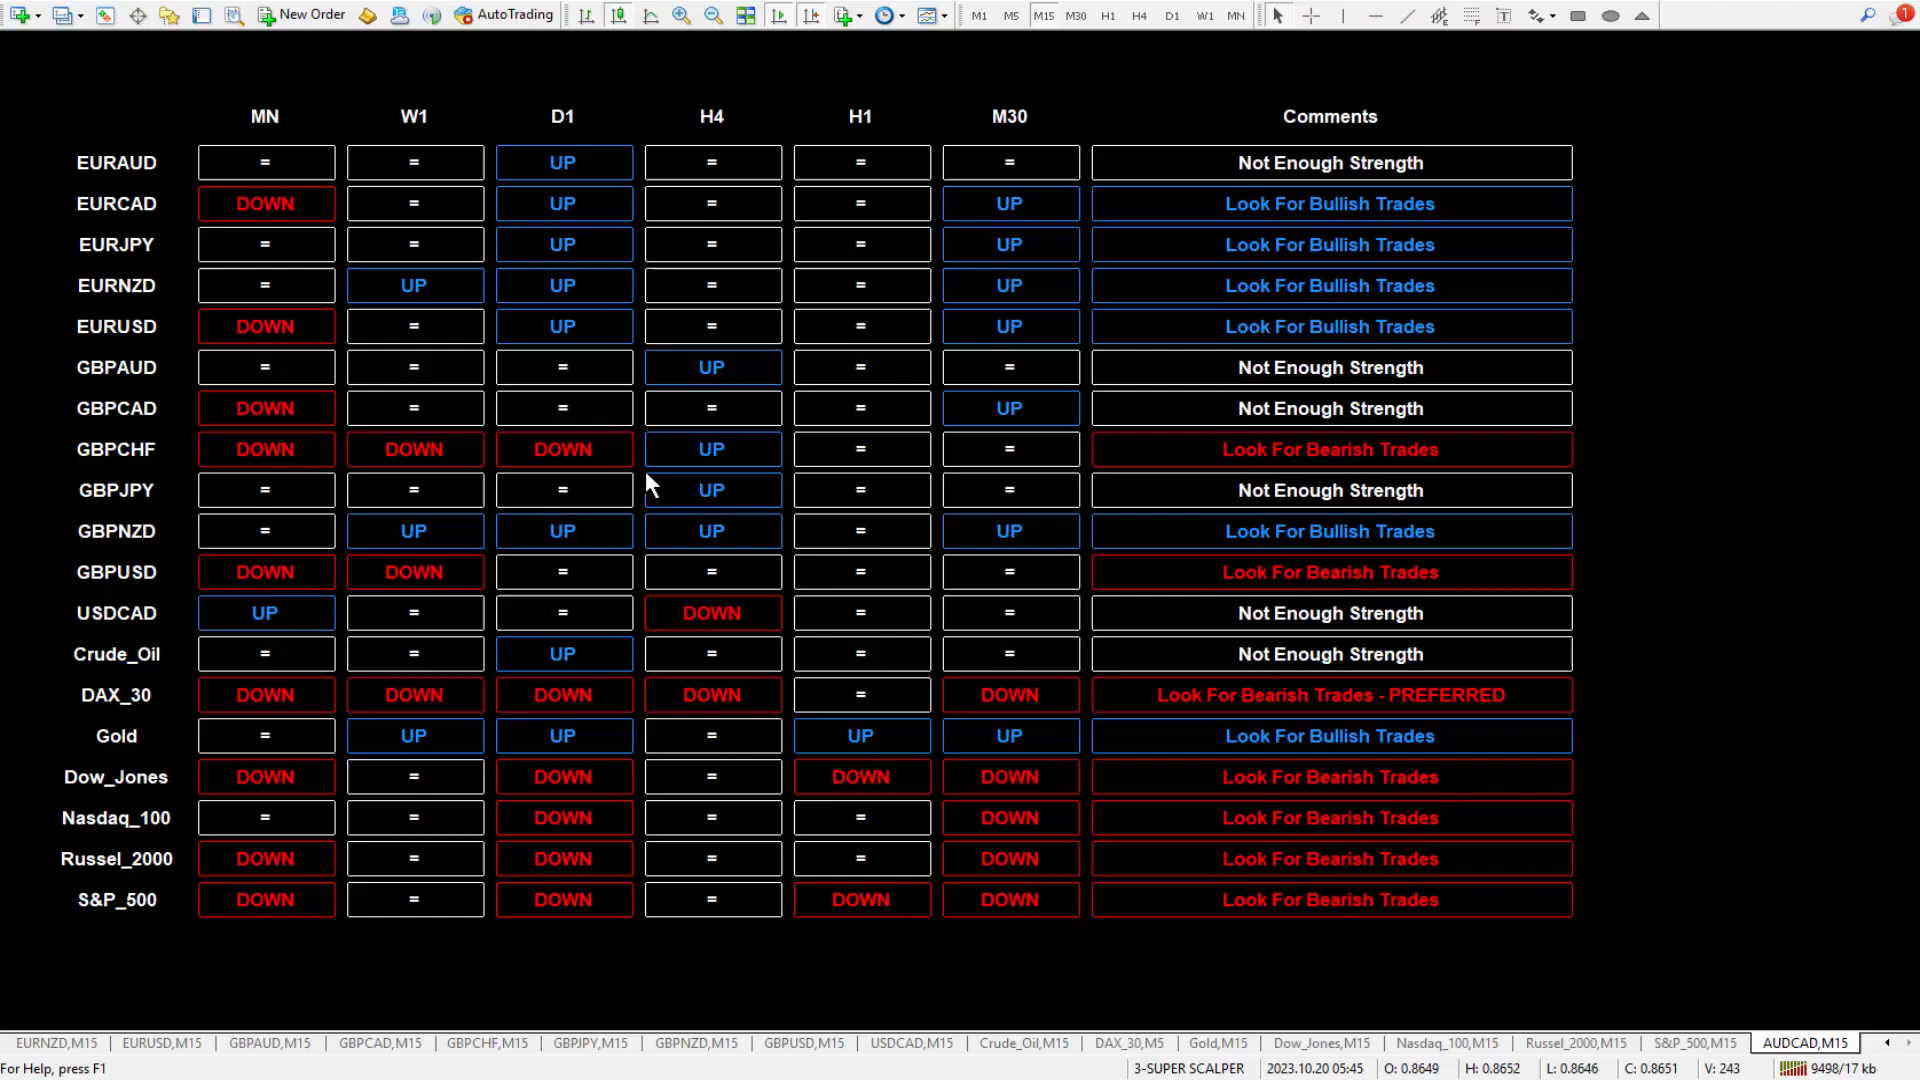 New Order AutoTrading M1 M5 M15 M30 H1 H4 D1 W1 MN 1
MN W1 D1 H4 H1 M30 Comments
EURAUD = = UP = = = Not Enough Strength
EURCAD DOWN = UP = = UP Look For Bullish Trades
EURJPY = = UP = = UP Look For Bullish Trades
EURNZD = UP UP = = UP Look For Bullish Trades
EURUSD DOWN = UP = = UP Look For Bullish Trades
GBPAUD = = = UP = = Not Enough Strength
GBPCAD DOWN = = = = UP Not Enough Strength
GBPCHF DOWN DOWN DOWN UP = = Look For Bearish Trades
GBPJPY = = = UP = = Not Enough Strength
GBPNZD = UP UP UP = UP Look For Bullish Trades
GBPUSD DOWN DOWN = = = = Look For Bearish Trades
USDCAD UP = = DOWN = = Not Enough Strength
Crude_Oil = = UP = = = Not Enough Strength
DAX_30 DOWN DOWN DOWN DOWN = DOWN Look For Bearish Trades - PREFERRED
Gold = UP UP = UP UP Look For Bullish Trades
Dow_Jones DOWN = DOWN = DOWN DOWN Look For Bearish Trades
Nasdaq_100 = = DOWN = = DOWN Look For Bearish Trades
Russel_2000 DOWN = DOWN = = DOWN Look For Bearish Trades
S&P_500 DOWN = DOWN = DOWN DOWN Look For Bearish Trades
EURNZD,M15 | EURUSD,M15 | GBPAUD,M15 | GBPCAD,M15 | GBPCHF,M15 | GBPJPY,M15 | GBPNZD,M15 | GBPUSD,M15 | USDCAD,M15 | Crude_Oil,M15 | DAX_30,M5 | Gold,M15 | Dow_Jones,M15 | Nasdaq_100,M15 | Russel_2000,M15 | S&P_500,M15 | AUDCAD,M15
For Help, press F1 3-SUPER SCALPER 2023.10.20 05:45 O: 0.8649 H: 0.8652 L: 0.8646 C: 0.8651 V: 243 9498/17 kb